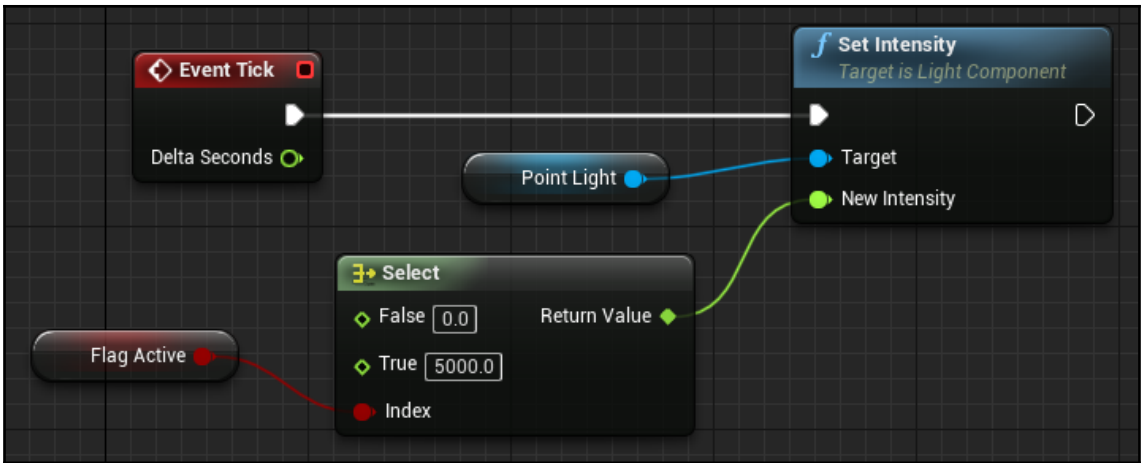 Event Tick
Delta Seconds
Point Light
f Set Intensity
Target is Light Component
Target
New Intensity
Select
False 0.0
Return Value
True 5000.0
Index
Flag Active